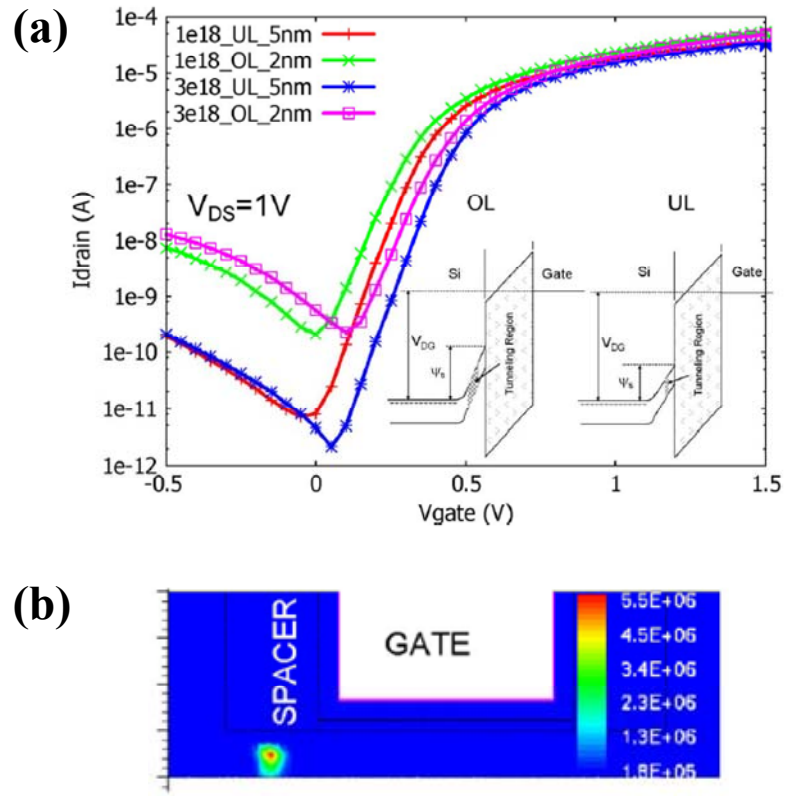 (a)
1e-4
1e-5
1e-6
1e-7
1e-8
1e-9
1e-10
1e-11
1e-12
Idrain (A)
1e18_UL_5nm
1e18_OL_2nm
3e18_UL_5nm
3e18_OL_2nm
V_DS=1V
OL
Si
Gate
V_DG
Ψs
Tunneling Region
UL
Si
Gate
V_DG
Ψs
Tunneling Region
-0.5 0 0.5 1 1.5
Vgate (V)
(b)
SPACER
GATE
5.5E+06
4.5E+06
3.4E+06
2.3E+06
1.3E+06
1.8E+05